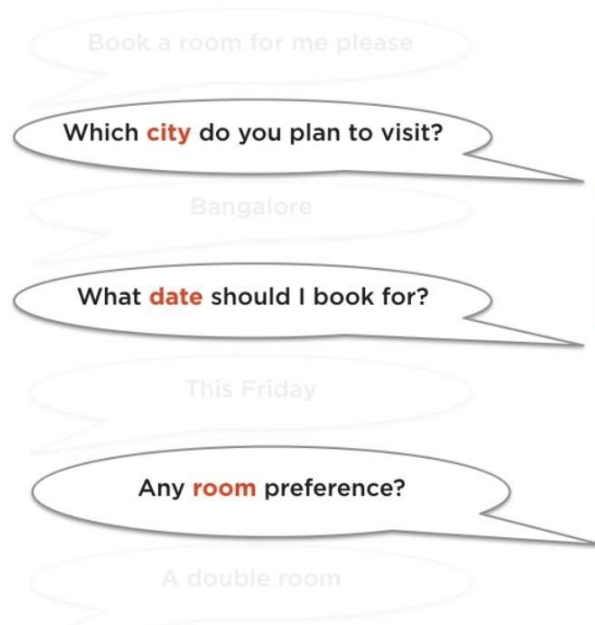 Book a room for me please
Which city do you plan to visit?
Bangalore
What date should I book for?
This Friday
Any room preference?
A double room